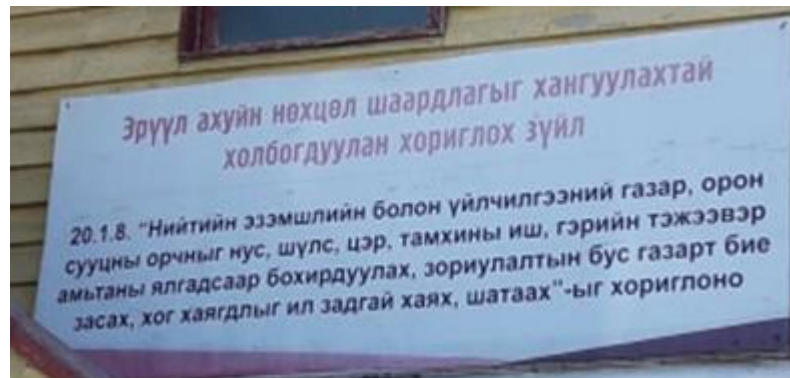 Эрүүл ахуйн нөхцөл шаардлагыг хангуулахтай
холбогдуулан хориглох зүйл
20.1.8. "Нийтийн эзэмшлийн болон үйлчилгээний газар, орон
сууцны орчныг нус, шүлс, цэр, тамхины иш, гэрийн тэжээвэр
амьтаны ялгадсаар бохирдуулах, зориулалтын бус газарт бие
засах, хог хаягдлыг ил задгай хаях, шатаах"-ыг хориглоно